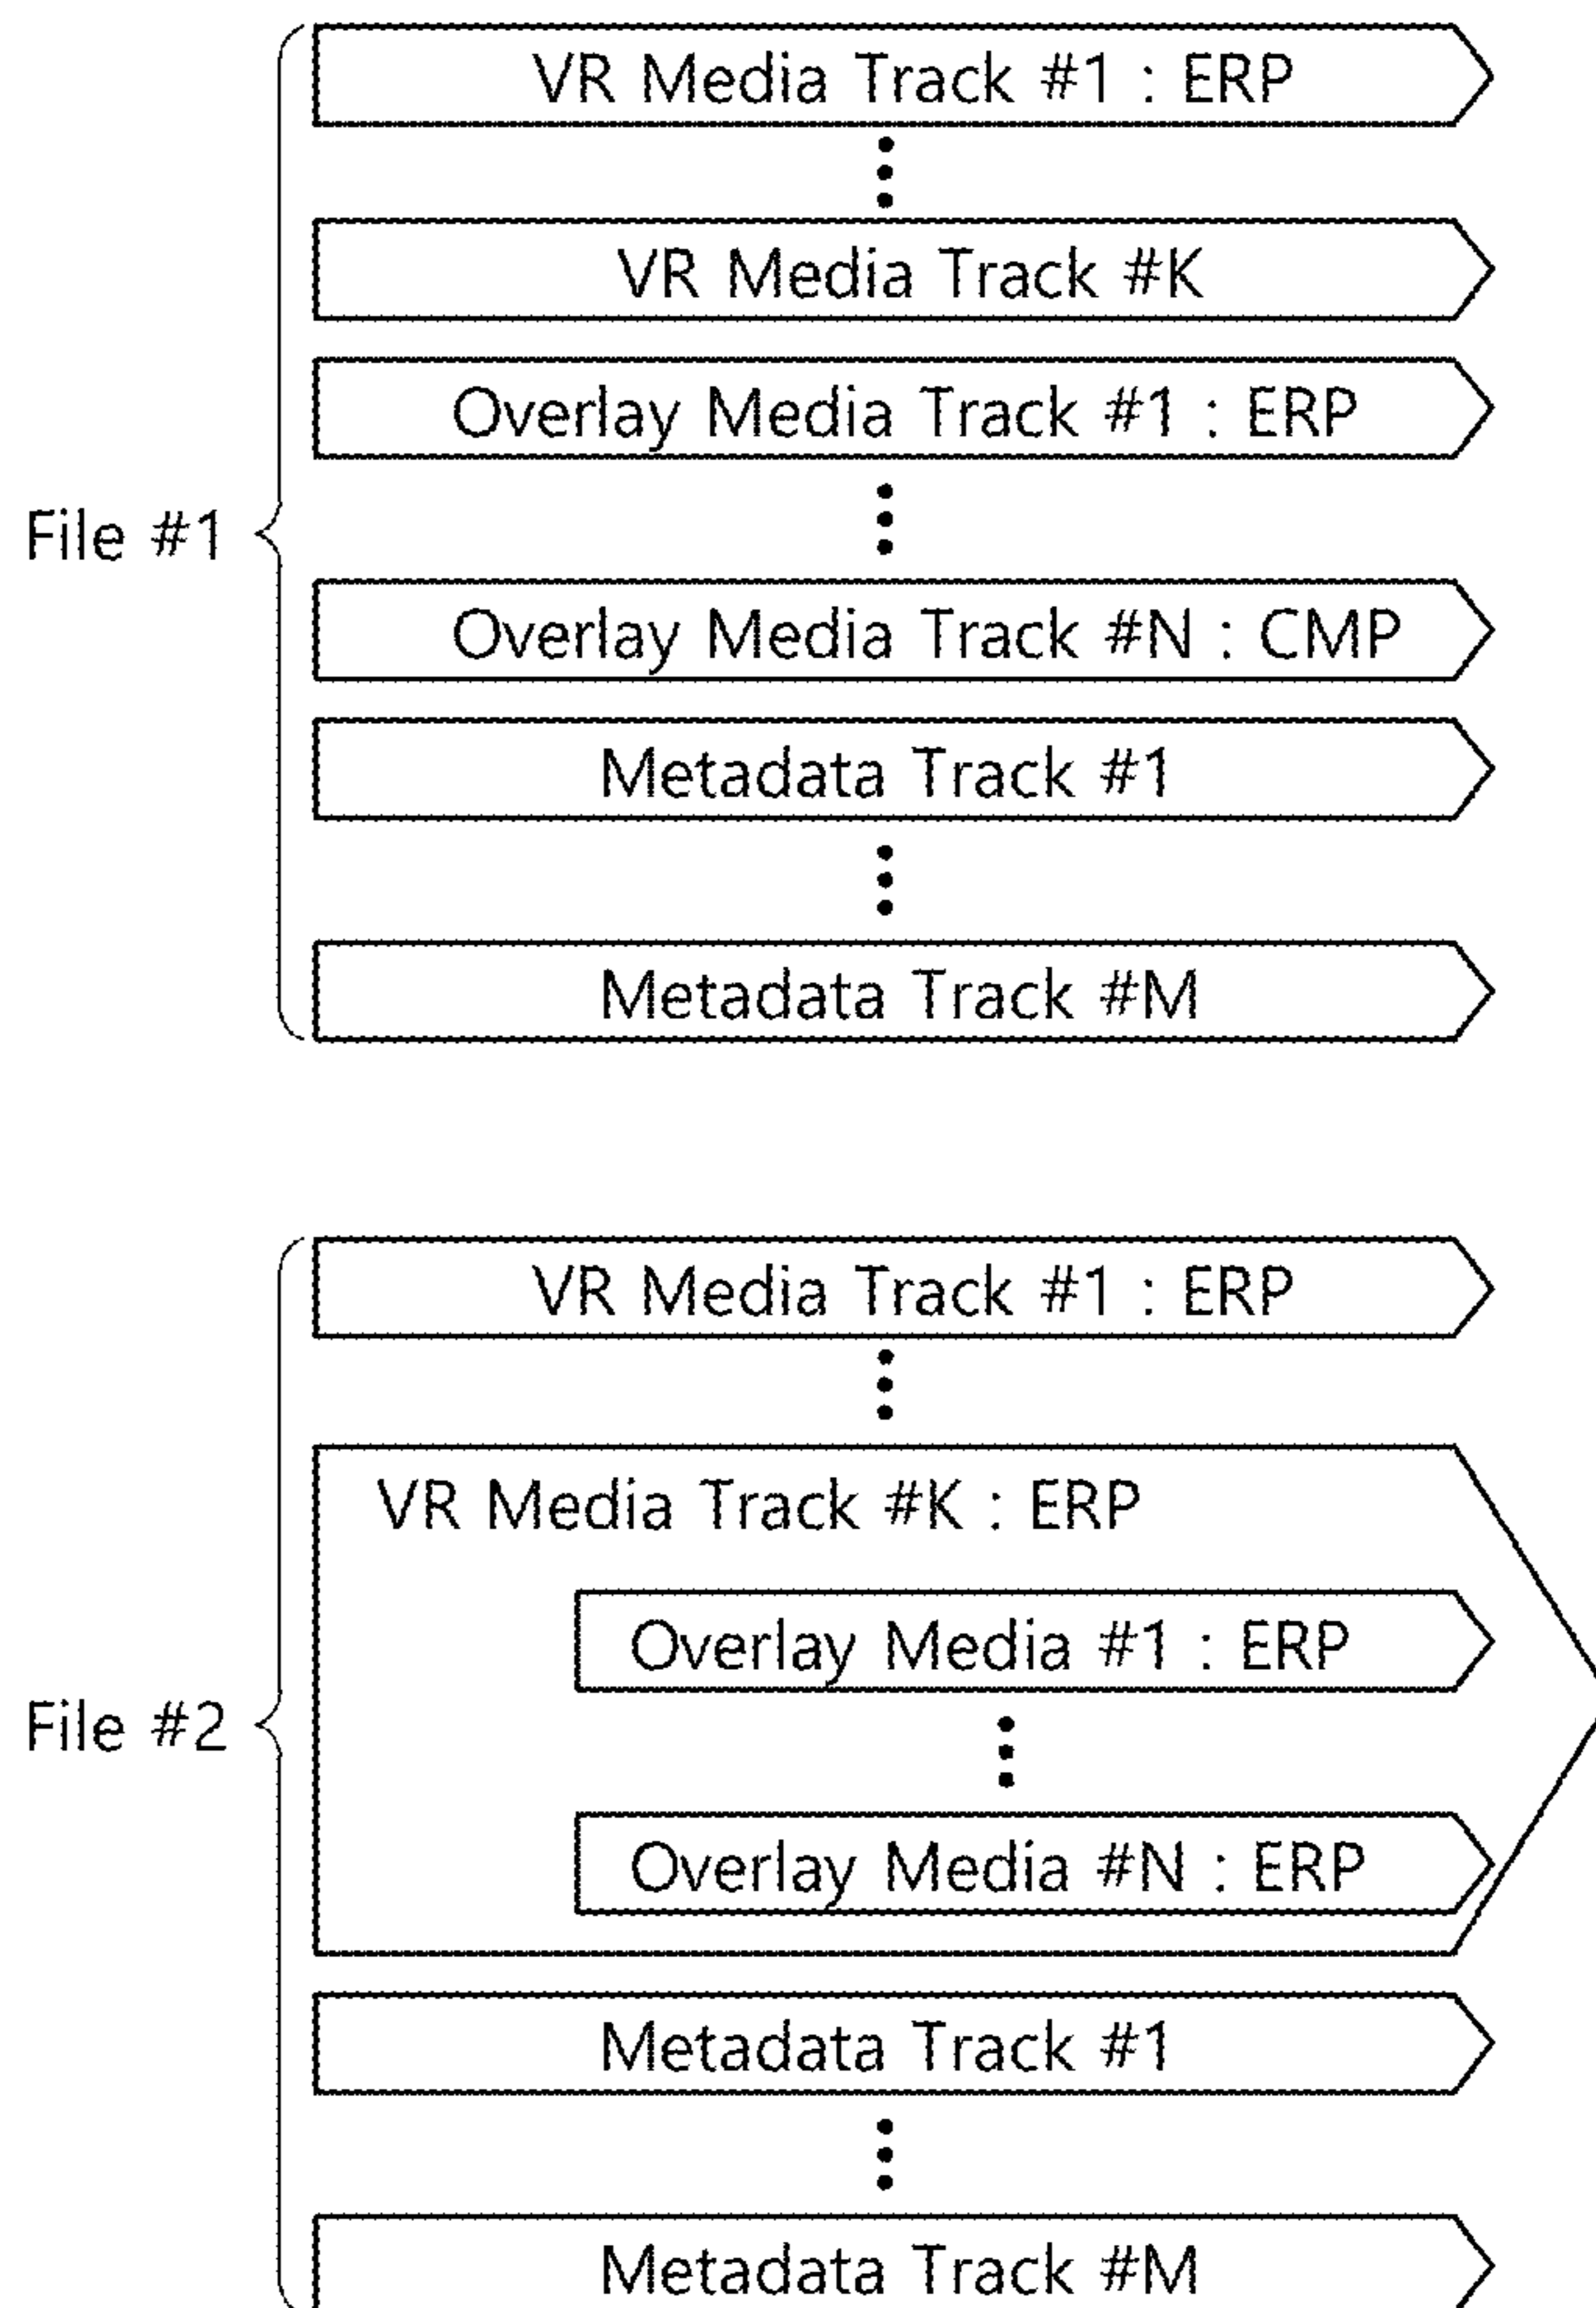 VR Media Track #1 : ERP
VR Media Track #K
Overlay Media Track #1 : ERP
File #1
Overlay Media Track #N : CMP
Metadata Track #1
Metadata Track #M
VR Media Track #1 : ERP
VR Media Track #K : ERP
Overlay Media #1 : ERP
File #2
Overlay Media #N : ERP
Metadata Track #1
Metadata Track #M